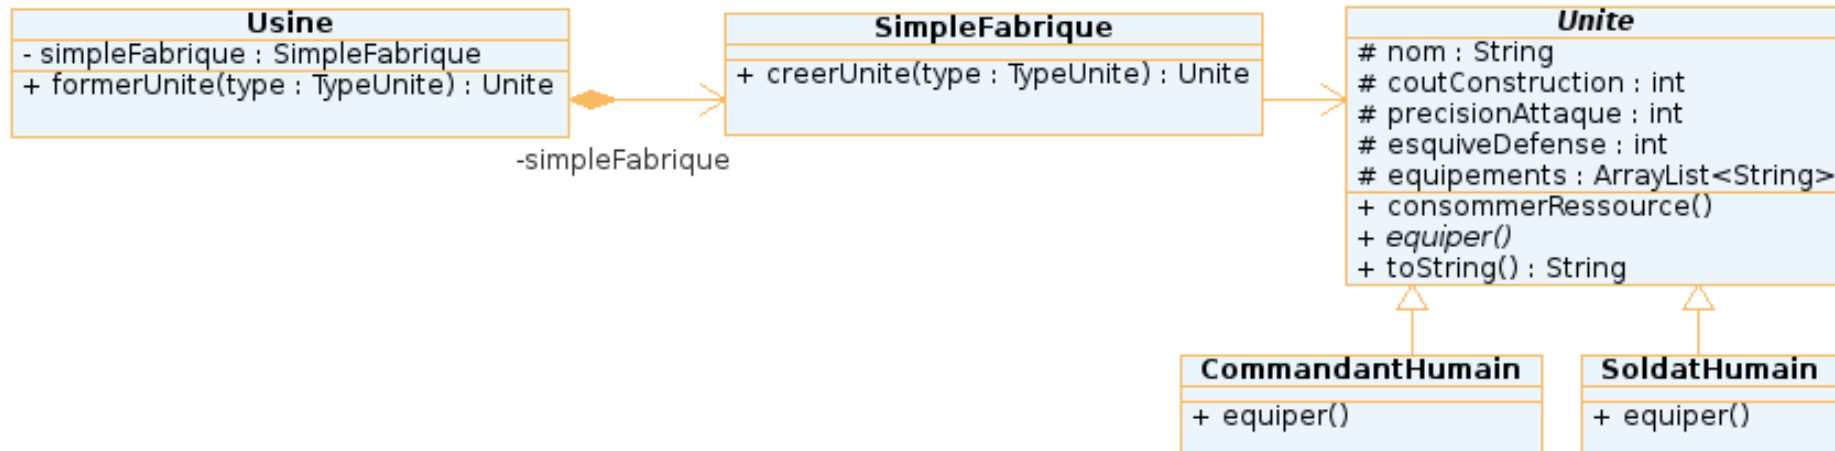 Usine
- simpleFabrique : SimpleFabrique
+ formerUnite(type : TypeUnite) : Unite
-simpleFabrique
SimpleFabrique
+ creerUnite(type : TypeUnite) : Unite
Unite
# nom : String
# coutConstruction : int
# precisionAttaque : int
# esquiveDefense : int
# equipements : ArrayList<String>
+ consommerRessource()
+ equiper()
+ toString() : String
CommandantHumain
+ equiper()
SoldatHumain
+ equiper()